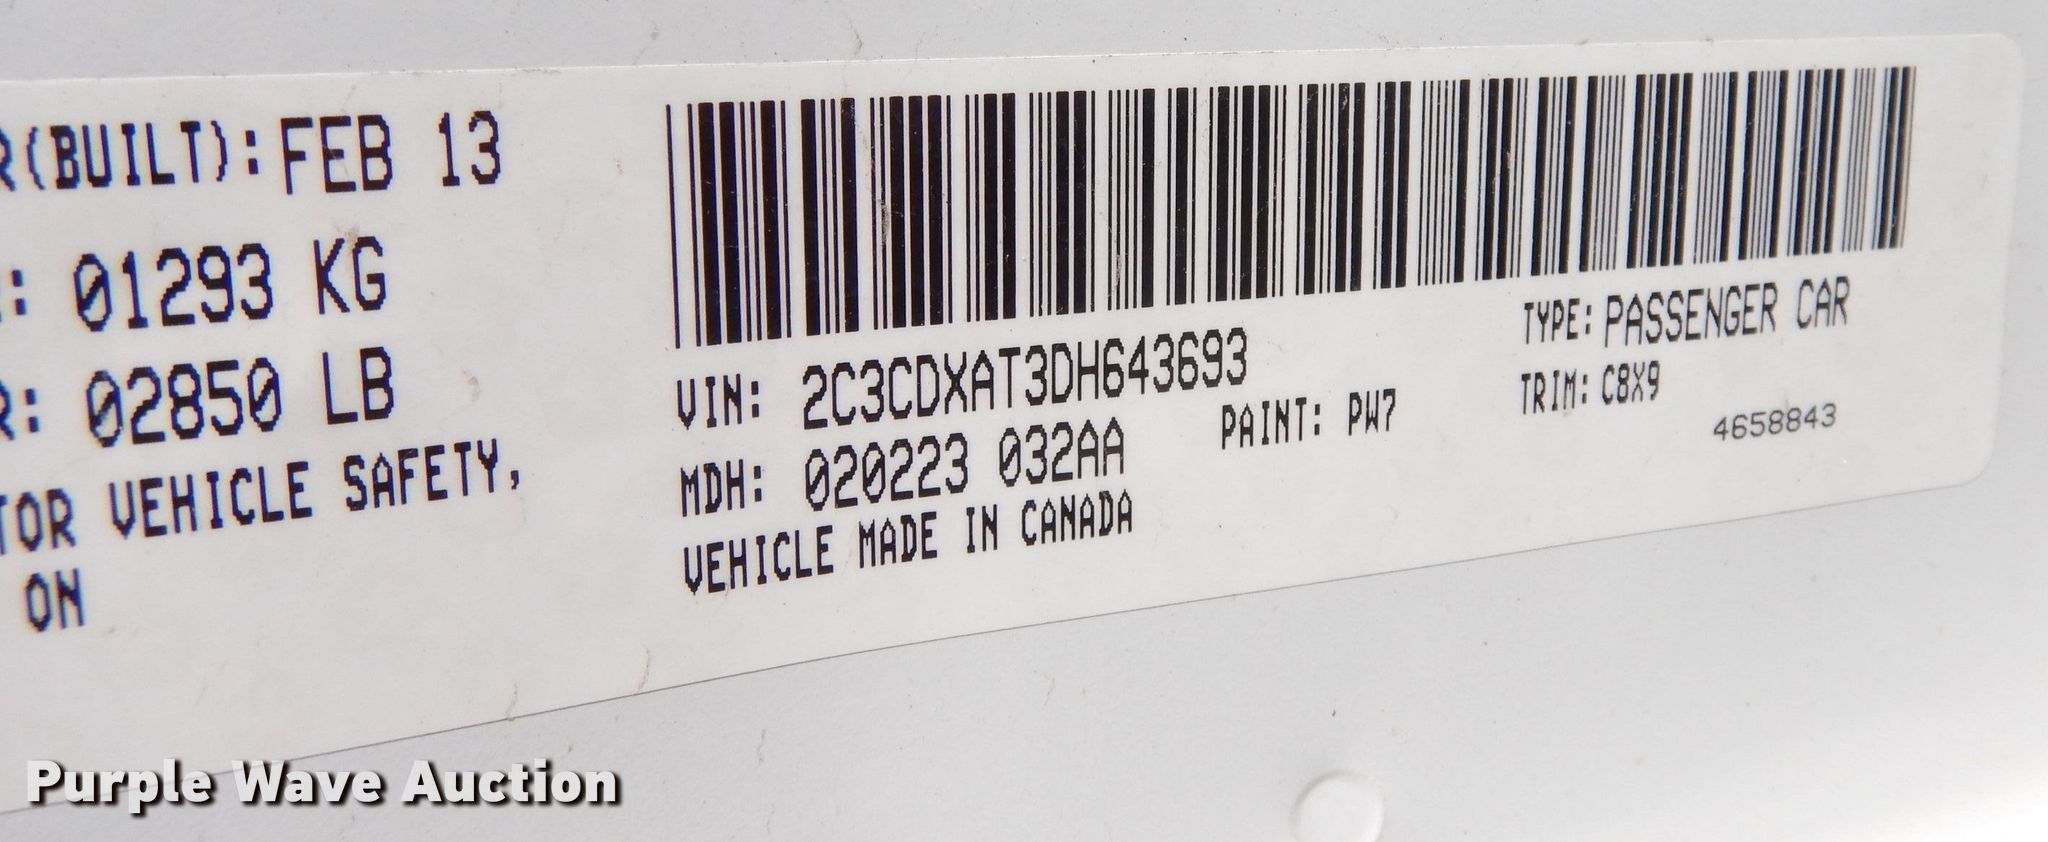 R(BUILT): FEB 13
: 01293 KG
R: 02850 LB
TOR VEHICLE SAFETY,
ON
VIN: 2C3CDXAT3DH643693
TYPE: PASSENGER CAR
MDH: 020223 032AA
PAINT: PW7
TRIM: C8X9
VEHICLE MADE IN CANADA
4658843
Purple Wave Auction